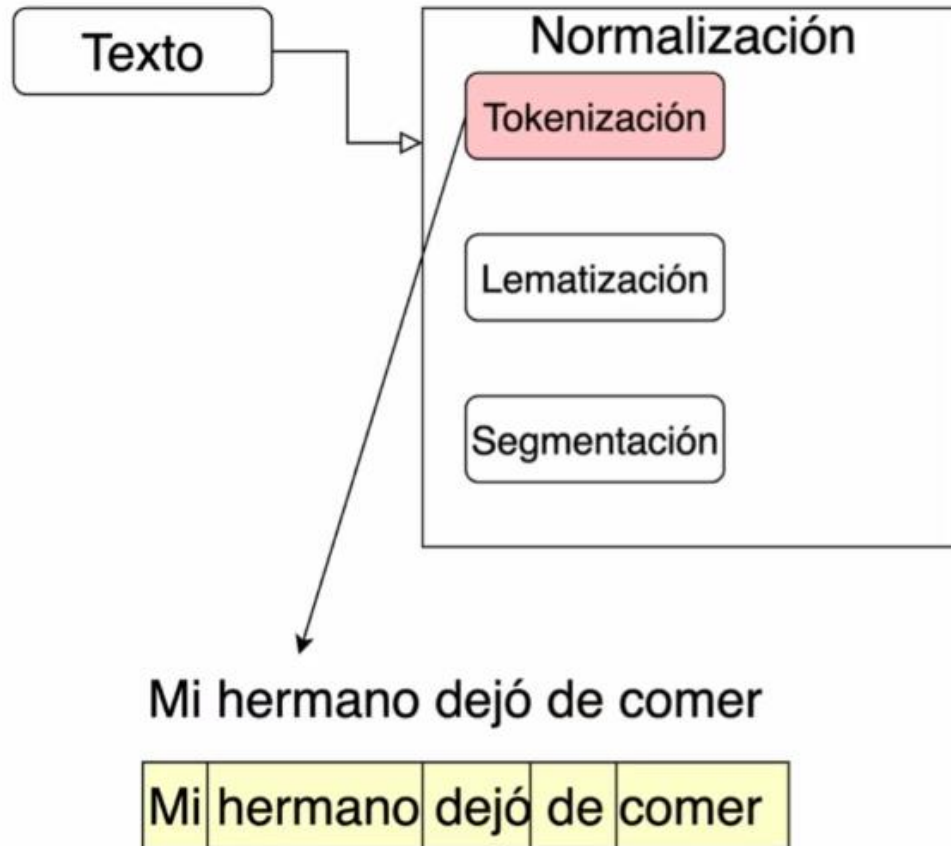 Texto
Normalización
Tokenización
Lematización
Segmentación
Mi hermano dejó de comer
Mi hermano dejó de comer